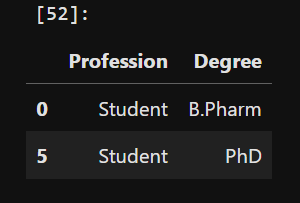 [52]:
Profession Degree
0 Student B.Pharm
5 Student PhD